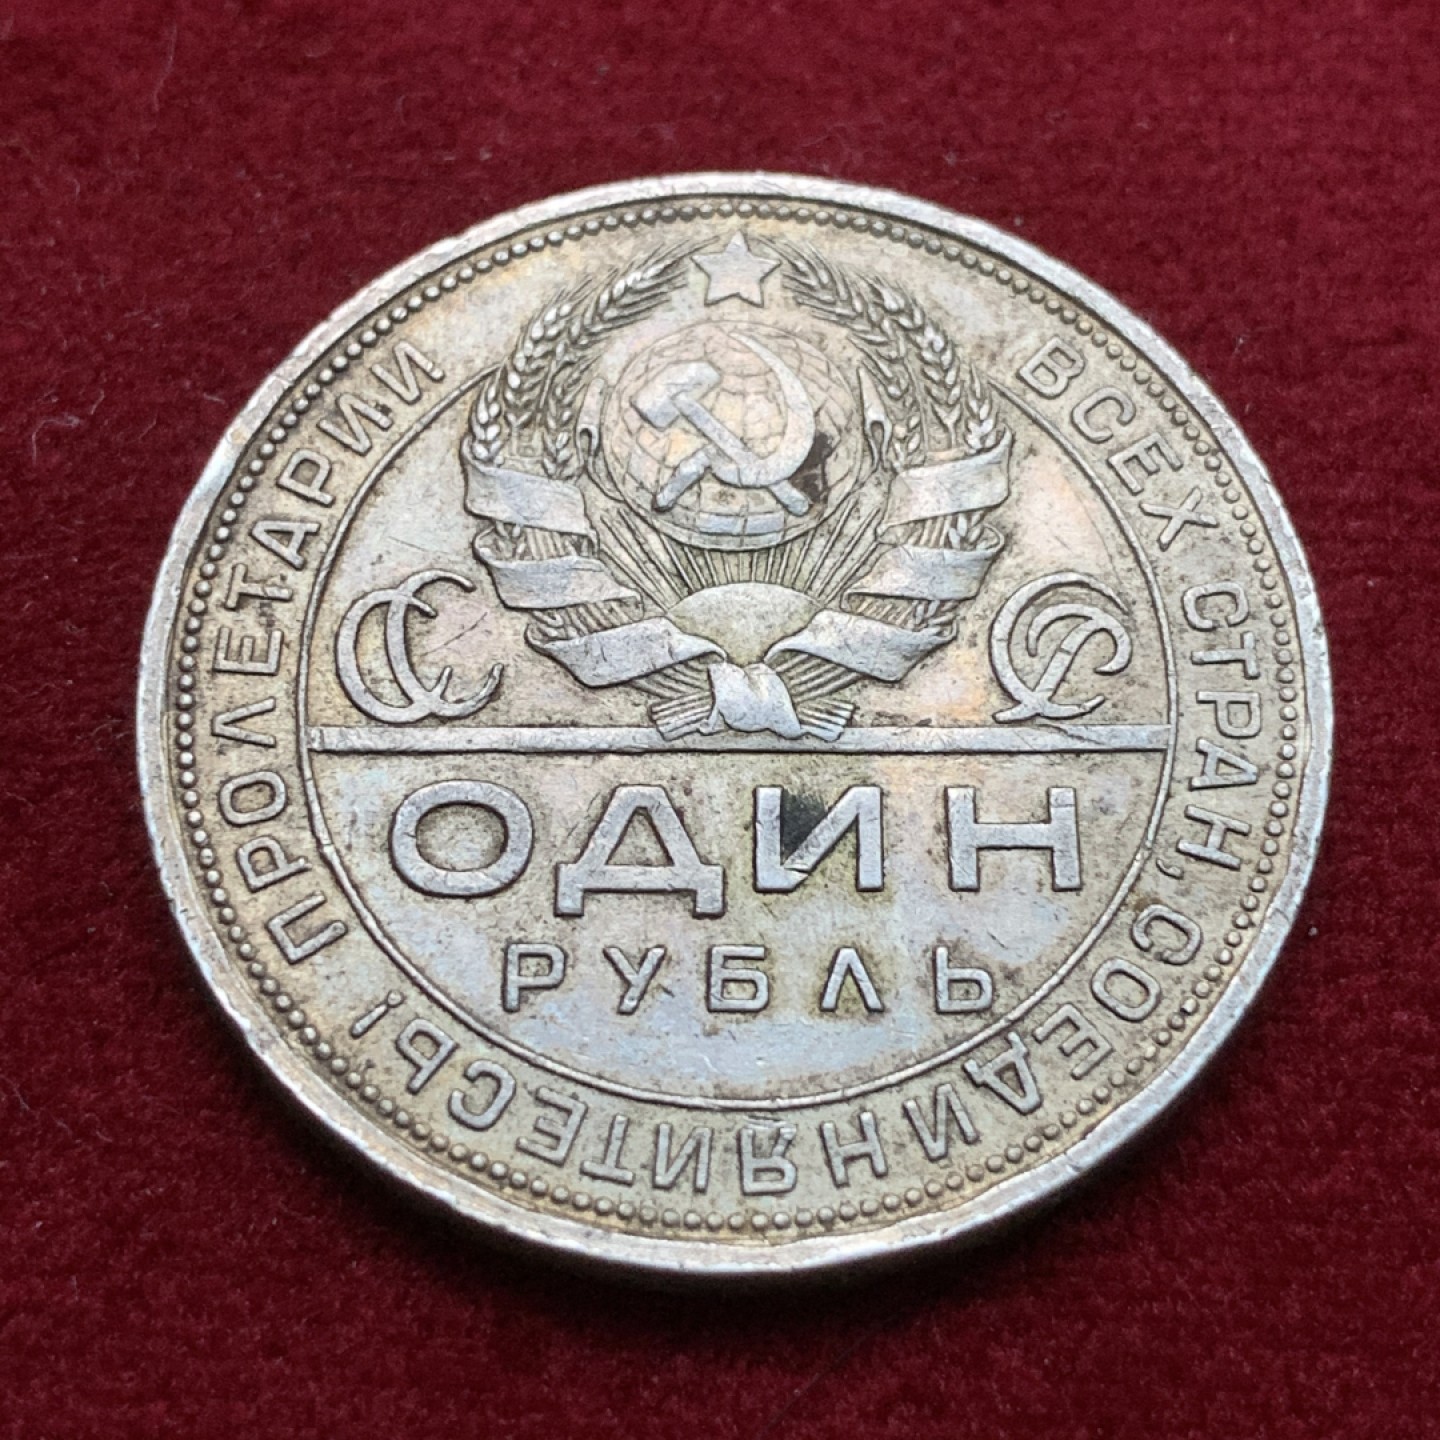 ПРОЛЕТАРИИ ВСЕХ СТРАН, СОЕДИНЯЙТЕСЬ!
СС СР
ОДИН
РУБЛЬ